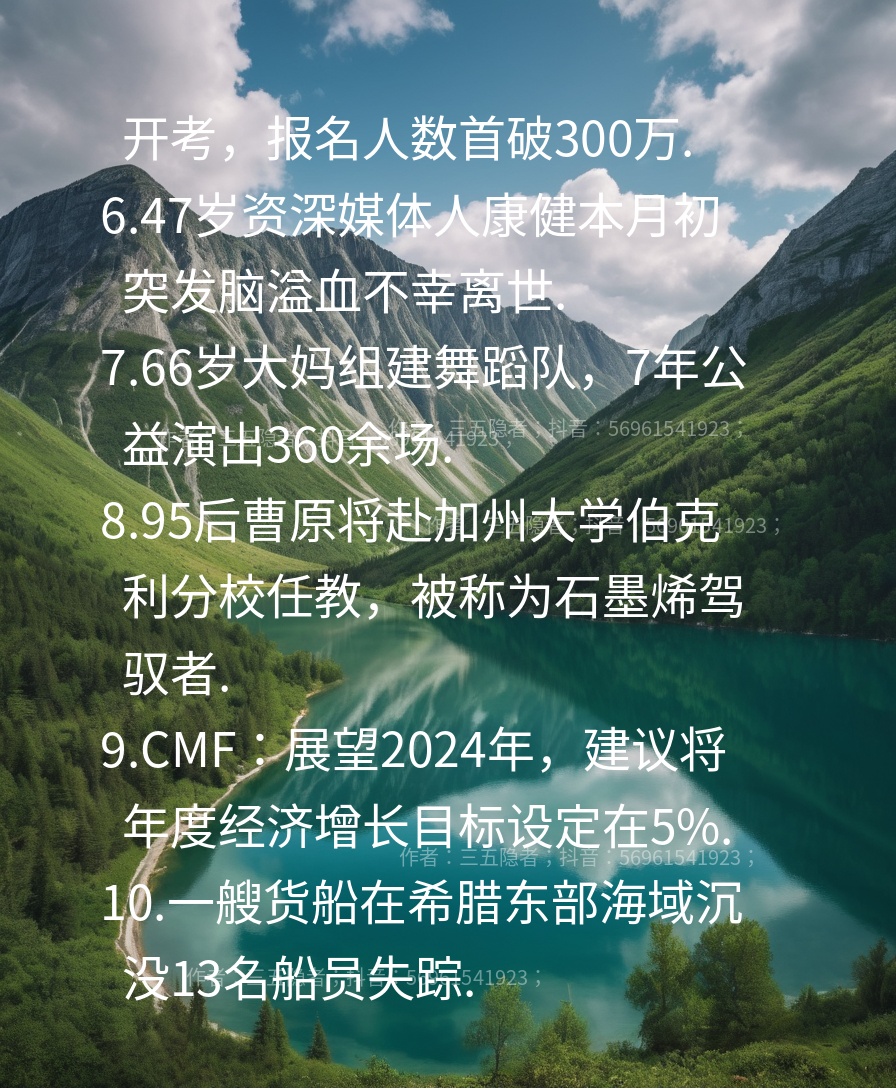 开考，报名人数首破300万.
6.47岁资深媒体人康健本月初
突发脑溢血不幸离世.
7.66岁大妈组建舞蹈队，7年公
作者：三五隐者；抖音：56961541923；
益演出360余场.
8.95后曹原将赴加州大学伯克
作者：三五隐者；抖音：56961541923；
利分校任教，被称为石墨烯驾
驭者.
9.CMF：展望2024年，建议将
年度经济增长目标设定在5%.
作者：三五隐者；抖音：56961541923；
10.一艘货船在希腊东部海域沉
没13名船员失踪.
作者：三五隐者；抖音：56961541923；